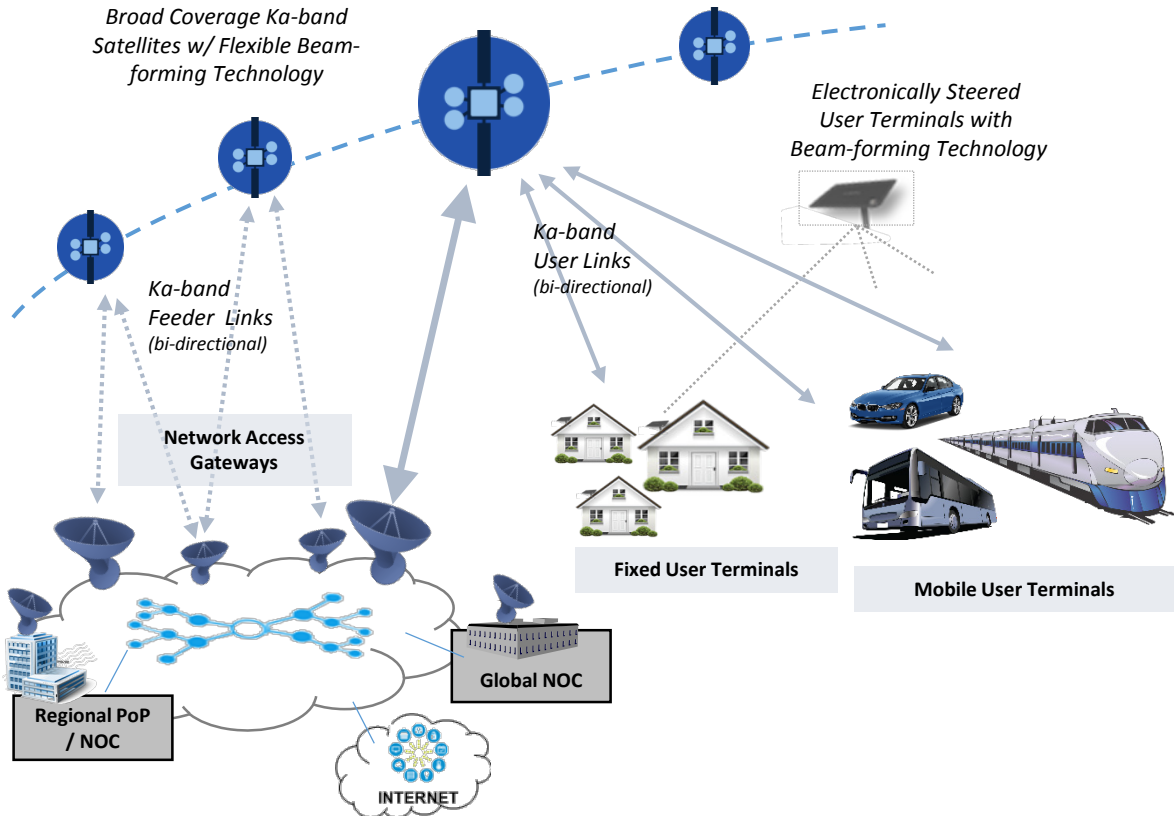 Broad Coverage Ka-band
Satellites w/ Flexible Beam-
forming Technology
Electronically Steered
User Terminals with
Beam-forming Technology
Ka-band
User Links
(bi-directional)
Ka-band
Feeder Links
(bi-directional)
Network Access
Gateways
Fixed User Terminals
Mobile User Terminals
Global NOC
Regional PoP
/ NOC
INTERNET